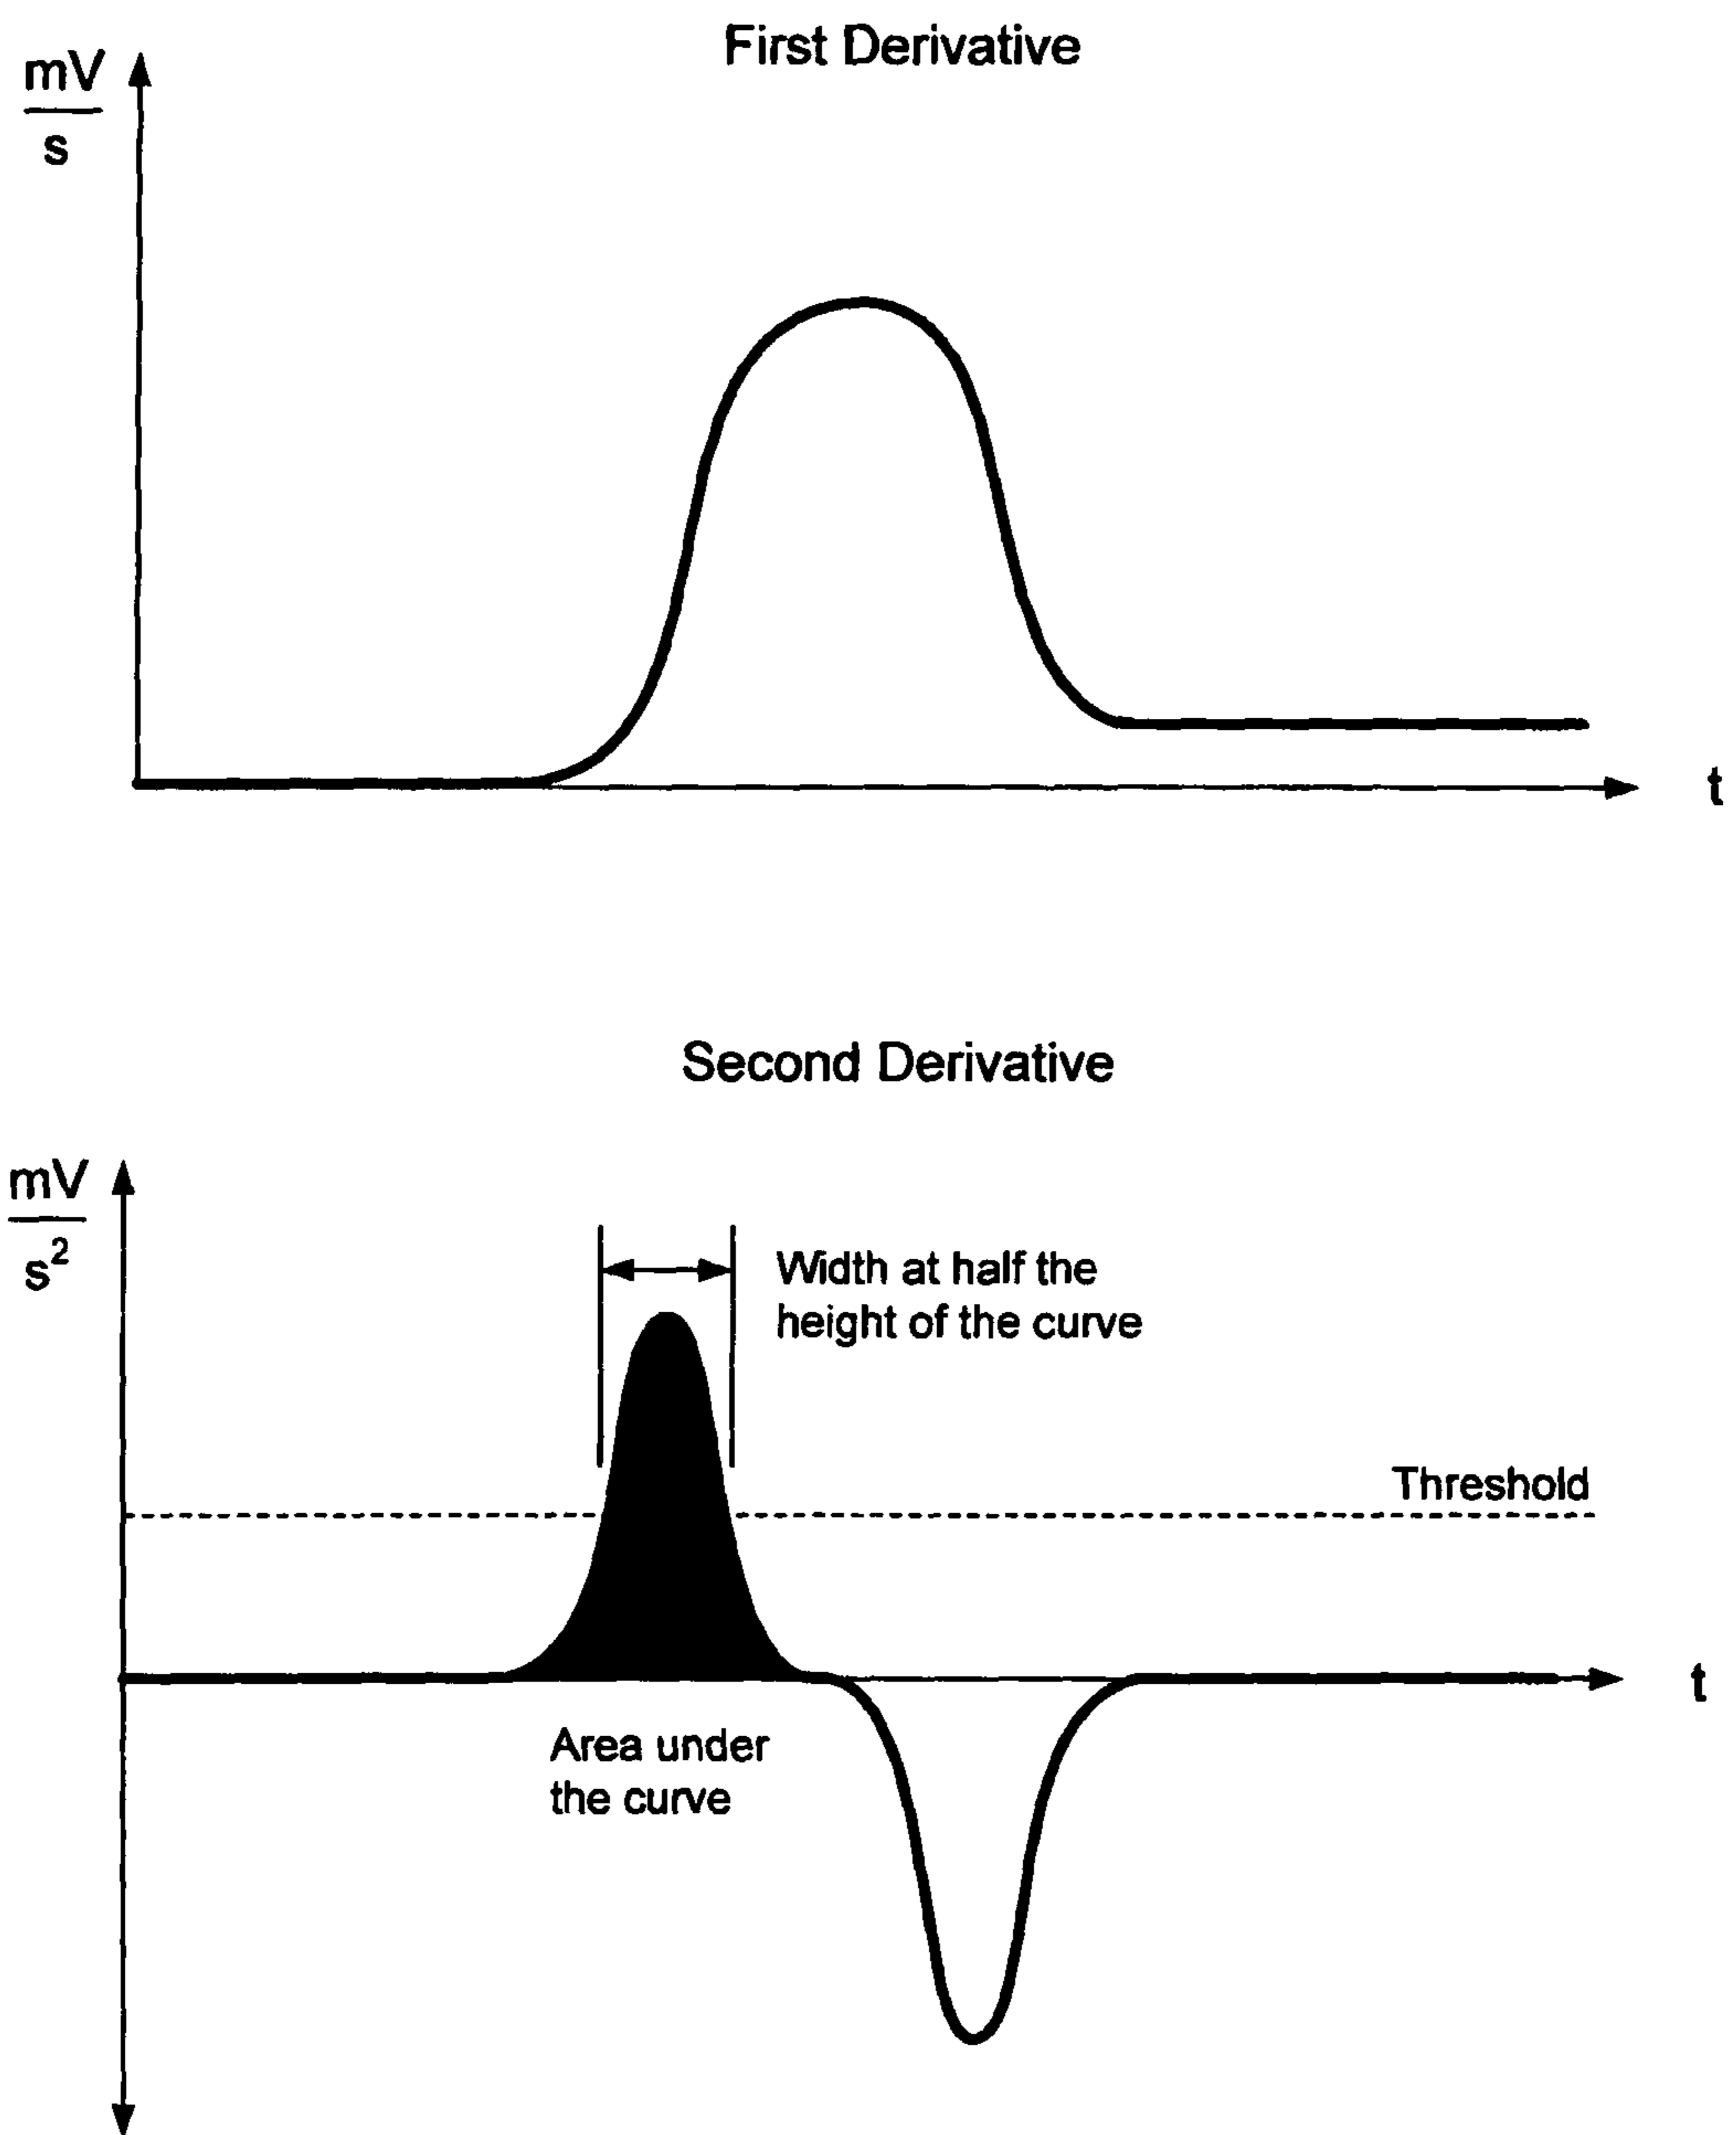 First Derivative
mV
s
t
Second Derivative
mV
s²
Width at half the
height of the curve
Threshold
t
Area under
the curve